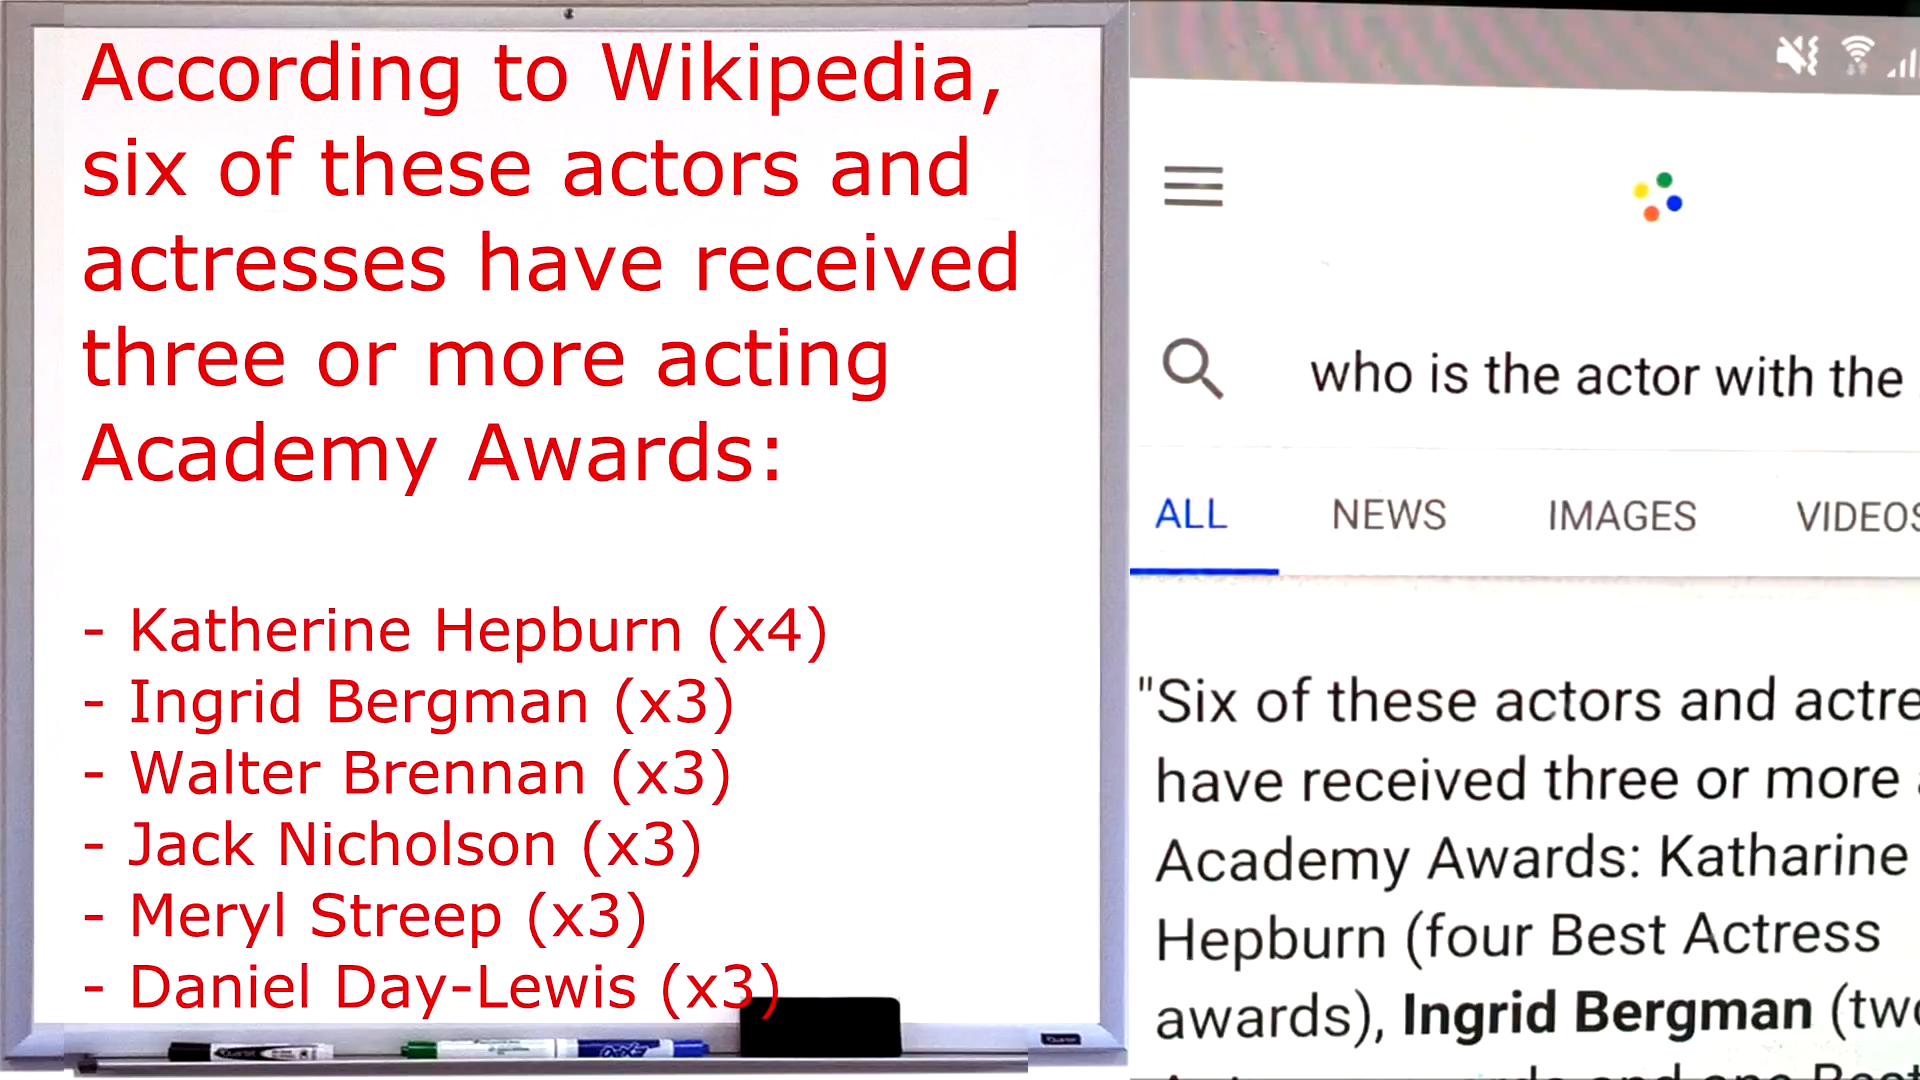 According to Wikipedia,
six of these actors and
actresses have received
three or more acting
Academy Awards:
- Katherine Hepburn (x4)
- Ingrid Bergman (x3)
- Walter Brennan (x3)
- Jack Nicholson (x3)
- Meryl Streep (x3)
- Daniel Day-Lewis (x3)
who is the actor with the
ALL NEWS IMAGES VIDEOS
"Six of these actors and actre
have received three or more
Academy Awards: Katharine
Hepburn (four Best Actress
awards), Ingrid Bergman (two